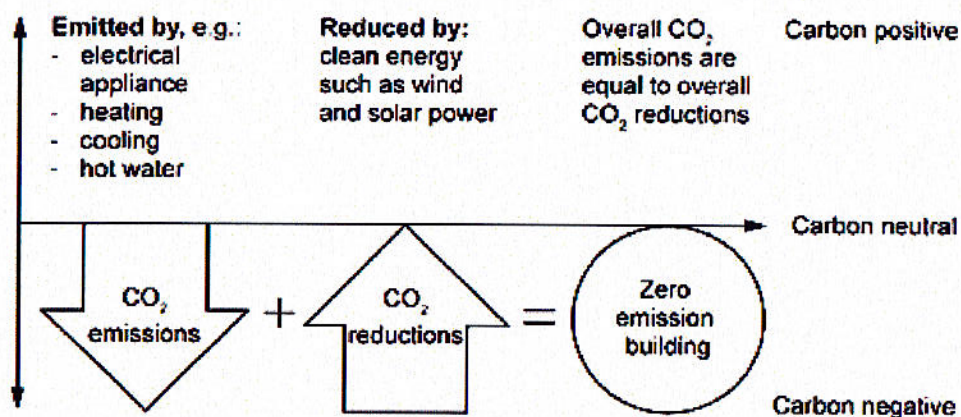 Emitted by, e.g.:
- electrical
appliance
- heating
- cooling
- hot water
Reduced by:
clean energy
such as wind
and solar power
Overall CO₂
emissions are
equal to overall
CO₂ reductions
Carbon positive
Carbon neutral
CO₂
emissions
+
CO₂
reductions
=
Zero
emission
building
Carbon negative